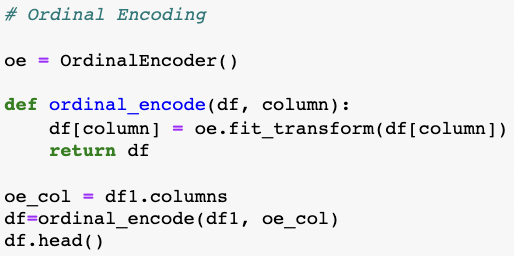 # Ordinal Encoding
oe = OrdinalEncoder()
def ordinal_encode(df, column):
    df[column] = oe.fit_transform(df[column])
    return df
oe_col = df1.columns
df=ordinal_encode(df1, oe_col)
df.head()